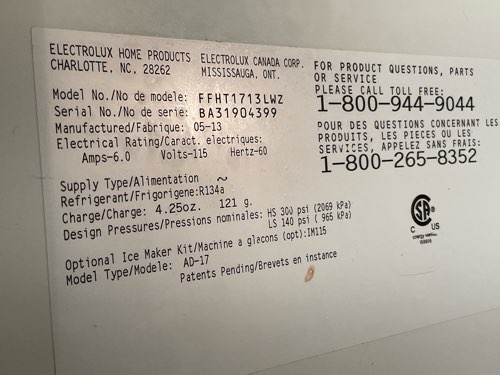 ELECTROLUX HOME PRODUCTS ELECTROLUX CANADA CORP.
CHARLOTTE, NC. 28262 MISSISSAUGA, ONT.
Model No./No de modele: FFHT1713LWZ
Serial No./No de serie: BA31904399
Manufactured/Fabrique: 05-13
Electrical Rating/Caract. electriques:
Amps-6.0 Volts-115 Hertz-60
Supply Type/Alimentation ~
Refrigerant/Frigorigene:R134a
Charge/Charge: 4.25oz. 121 g.
Design Pressures/Pressions nominales: HS 300 psi (2069 kPa)
LS 140 psi ( 965 kPa)
Optional Ice Maker Kit/Machine a glacons (opt):IM115
Model Type/Modele: AD-17
Patents Pending/Brevets en instance
FOR PRODUCT QUESTIONS, PARTS
OR SERVICE
PLEASE CALL TOLL FREE:
1-800-944-9044
POUR DES QUESTIONS CONCERNANT LES
PRODUITS, LES PIECES OU LES
SERVICES, APPELEZ SANS FRAIS:
1-800-265-8352
C US